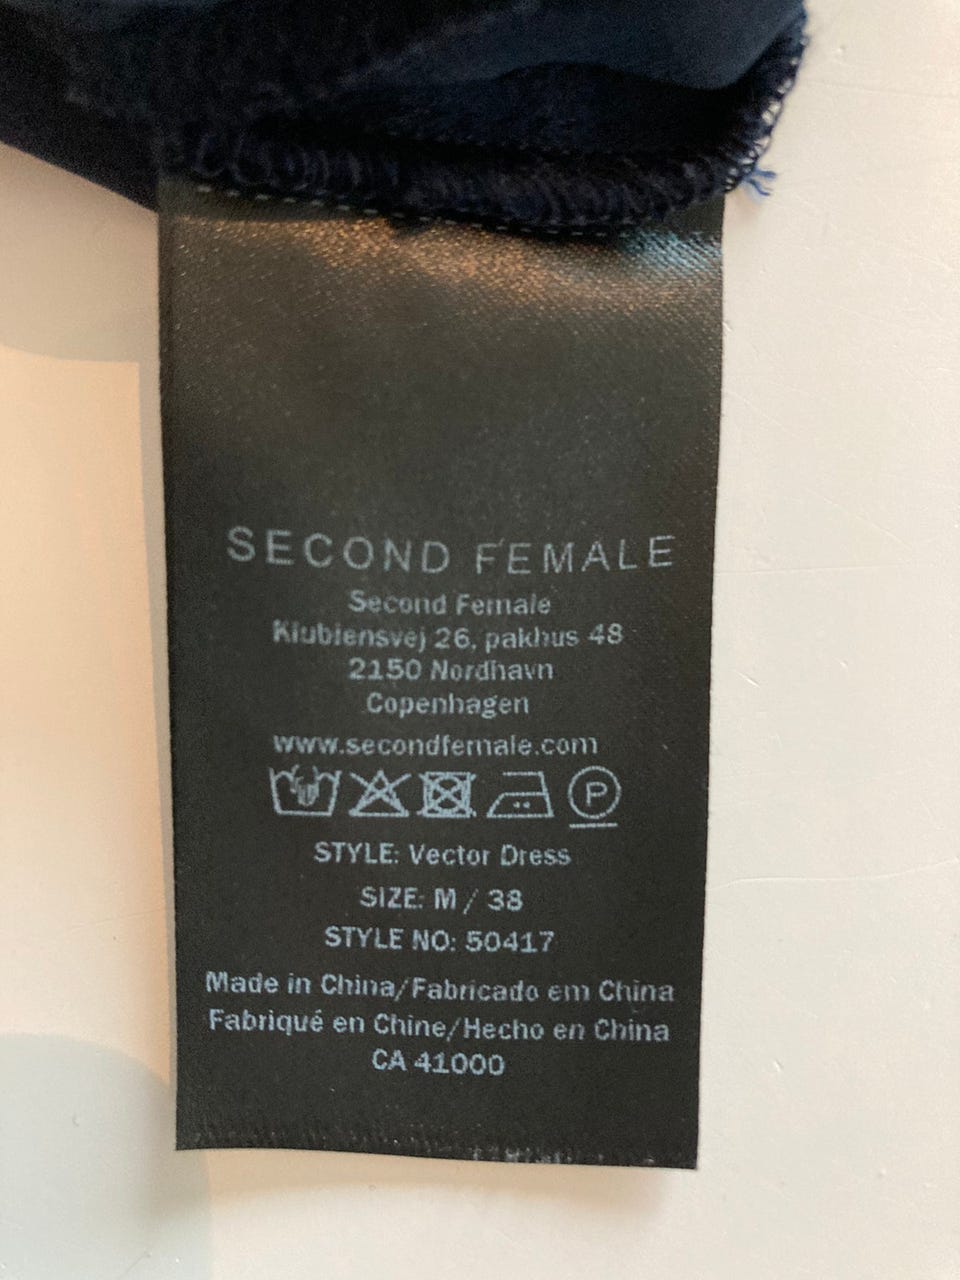 SECOND FEMALE
Second Female
Klubiensvej 26, pakhus 48
2150 Nordhavn
Copenhagen
www.secondfemale.com
P
STYLE: Vector Dress
SIZE: M / 38
STYLE NO: 50417
Made in China/Fabricado em China
Fabriqué en Chine/Hecho en China
CA 41000